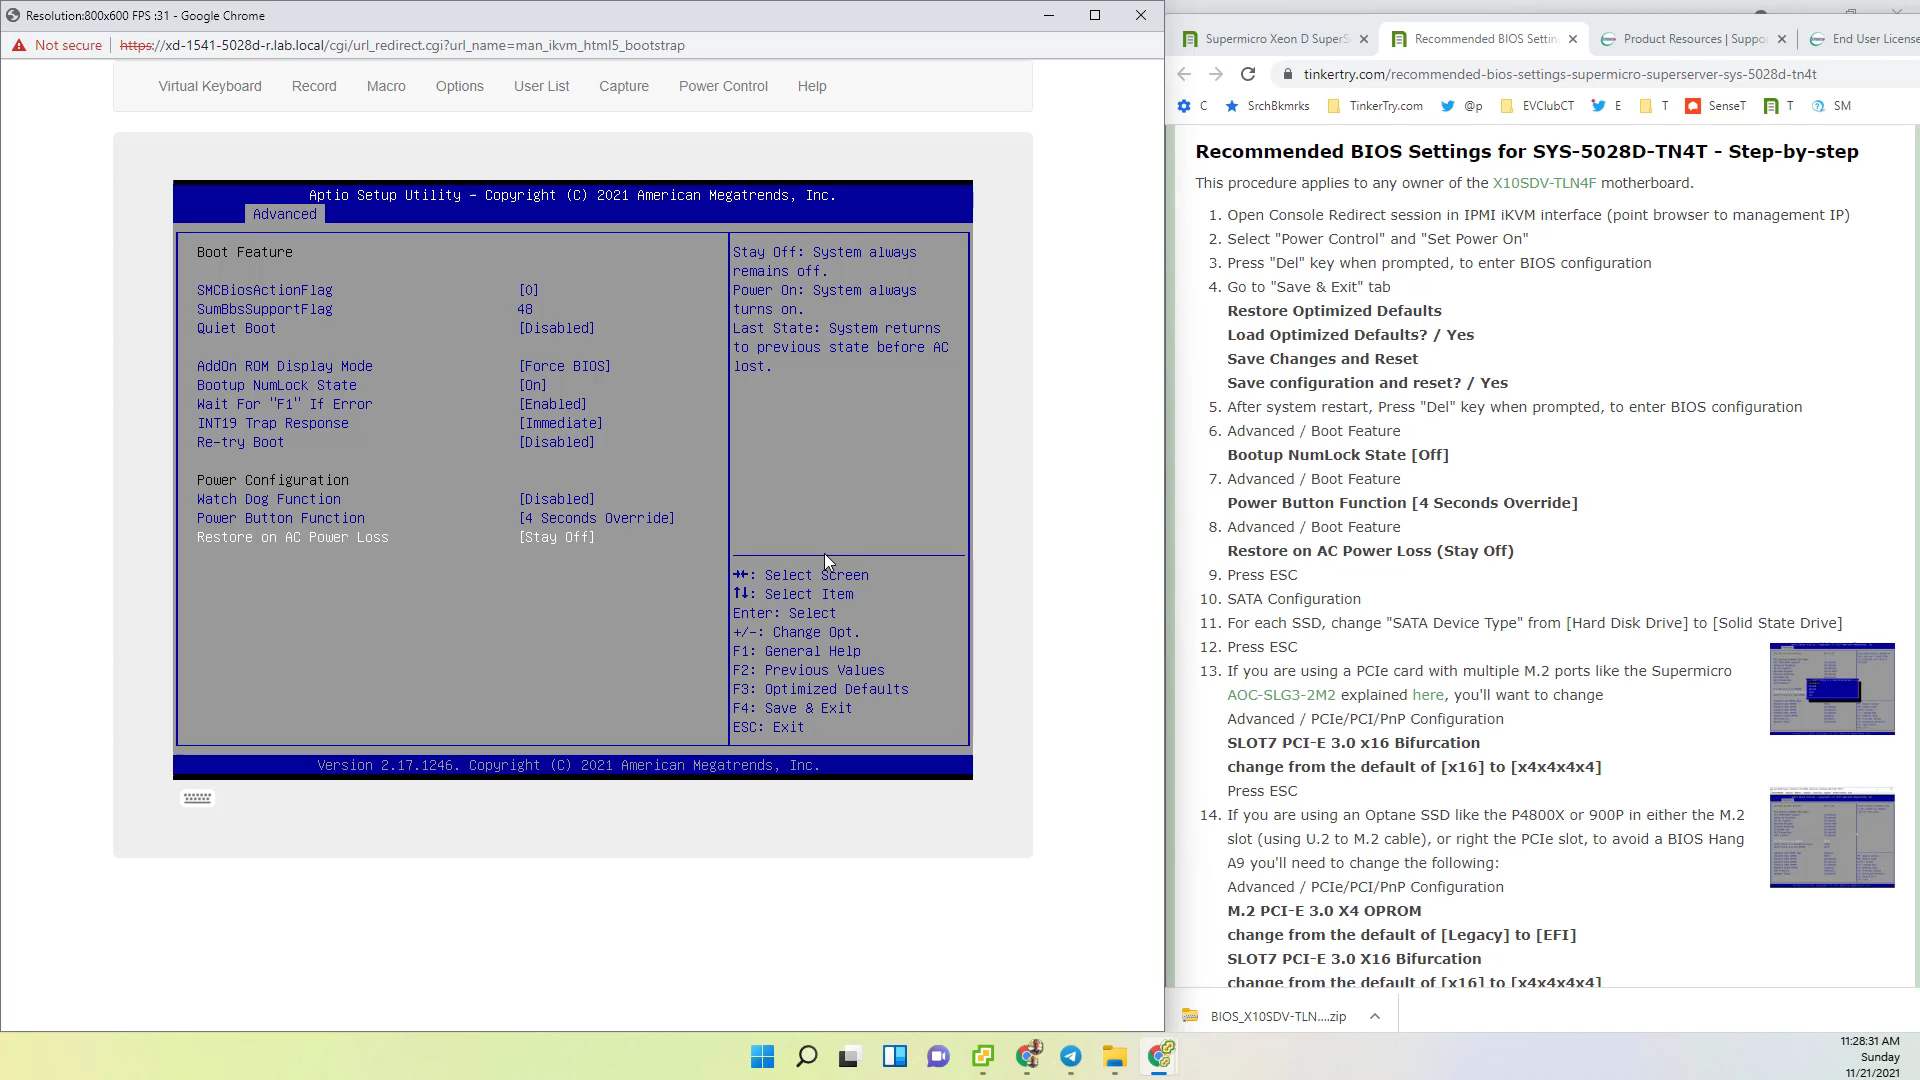 Resolution:800x600 FPS :31 - Google Chrome
Not secure
https://xd-1541-5028d-r.lab.local/cgi/url_redirect.cgi?url_name=man_ikvm_html5_bootstrap
Virtual Keyboard Record Macro Options User List Capture Power Control Help
Aptio Setup Utility - Copyright (C) 2021 American Megatrends, Inc.
Advanced
Boot Feature
SMCBiosActionFlag [0]
SumBbsSupportFlag 48
Quiet Boot [Disabled]
AddOn ROM Display Mode [Force BIOS]
Bootup NumLock State [On]
Wait For "F1" If Error [Enabled]
INT19 Trap Response [Immediate]
Re-try Boot [Disabled]
Power Configuration
Watch Dog Function [Disabled]
Power Button Function [4 Seconds Override]
Restore on AC Power Loss [Stay Off]
Stay Off: System always
remains off.
Power On: System always
turns on.
Last State: System returns
to previous state before AC
lost.
→←: Select Screen
↑↓: Select Item
Enter: Select
+/-: Change Opt.
F1: General Help
F2: Previous Values
F3: Optimized Defaults
F4: Save & Exit
ESC: Exit
Version 2.17.1246. Copyright (C) 2021 American Megatrends, Inc.
Supermicro Xeon D SuperS
Recommended BIOS Settin
Product Resources | Suppo
End User License
tinkertry.com/recommended-bios-settings-supermicro-superserver-sys-5028d-tn4t
C SrchBkmrks TinkerTry.com @p EVClubCT E T SenseT T SM
Recommended BIOS Settings for SYS-5028D-TN4T - Step-by-step
This procedure applies to any owner of the X10SDV-TLN4F motherboard.
1. Open Console Redirect session in IPMI iKVM interface (point browser to management IP)
2. Select "Power Control" and "Set Power On"
3. Press "Del" key when prompted, to enter BIOS configuration
4. Go to "Save & Exit" tab
Restore Optimized Defaults
Load Optimized Defaults? / Yes
Save Changes and Reset
Save configuration and reset? / Yes
5. After system restart, Press "Del" key when prompted, to enter BIOS configuration
6. Advanced / Boot Feature
Bootup NumLock State [Off]
7. Advanced / Boot Feature
Power Button Function [4 Seconds Override]
8. Advanced / Boot Feature
Restore on AC Power Loss (Stay Off)
9. Press ESC
10. SATA Configuration
11. For each SSD, change "SATA Device Type" from [Hard Disk Drive] to [Solid State Drive]
12. Press ESC
13. If you are using a PCIe card with multiple M.2 ports like the Supermicro
AOC-SLG3-2M2 explained here, you'll want to change
Advanced / PCIe/PCI/PnP Configuration
SLOT7 PCI-E 3.0 x16 Bifurcation
change from the default of [x16] to [x4x4x4x4]
Press ESC
14. If you are using an Optane SSD like the P4800X or 900P in either the M.2
slot (using U.2 to M.2 cable), or right the PCIe slot, to avoid a BIOS Hang
A9 you'll need to change the following:
Advanced / PCIe/PCI/PnP Configuration
M.2 PCI-E 3.0 X4 OPROM
change from the default of [Legacy] to [EFI]
SLOT7 PCI-E 3.0 X16 Bifurcation
change from the default of [x16] to [x4x4x4x4]
BIOS_X10SDV-TLN....zip
11:28:31 AM
Sunday
11/21/2021